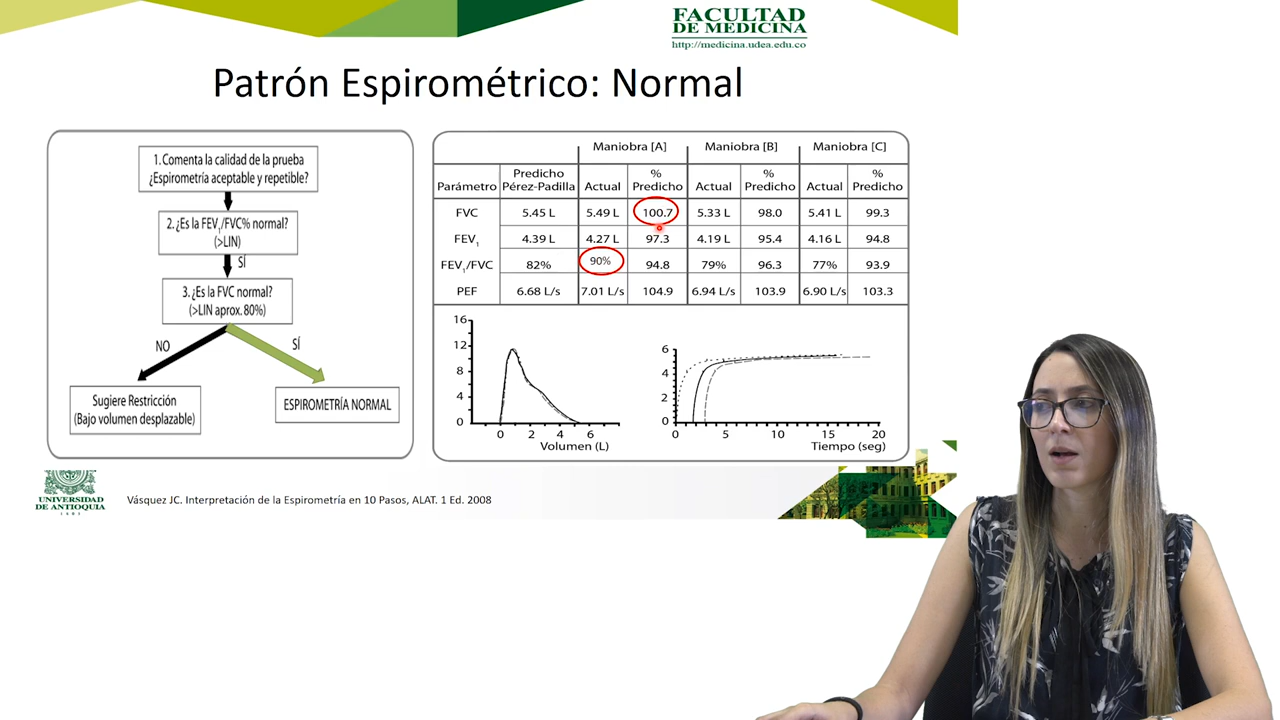 FACULTAD
DE MEDICINA
http://medicina.udea.edu.co
Patrón Espirométrico: Normal
1. Comenta la calidad de la prueba
¿Espirometría aceptable y repetible?
2. ¿Es la FEV1/FVC% normal?
(>LIN)
SÍ
3. ¿Es la FVC normal?
(>LIN aprox. 80%)
NO
SÍ
Sugiere Restricción
(Bajo volumen desplazable)
ESPIROMETRÍA NORMAL
Maniobra [A] Maniobra [B] Maniobra [C]
Parámetro Predicho Pérez-Padilla Actual % Predicho Actual % Predicho Actual % Predicho
FVC 5.45 L 5.49 L 100.7 5.33 L 98.0 5.41 L 99.3
FEV1 4.39 L 4.27 L 97.3 4.19 L 95.4 4.16 L 94.8
FEV1/FVC 82% 90% 94.8 79% 96.3 77% 93.9
PEF 6.68 L/s 7.01 L/s 104.9 6.94 L/s 103.9 6.90 L/s 103.3
16
12
8
4
0
0 2 4 6
Volumen (L)
6
4
2
0
0 5 10 15 20
Tiempo (seg)
UNIVERSIDAD
DE ANTIOQUIA
1803
Vásquez JC. Interpretación de la Espirometría en 10 Pasos, ALAT. 1 Ed. 2008